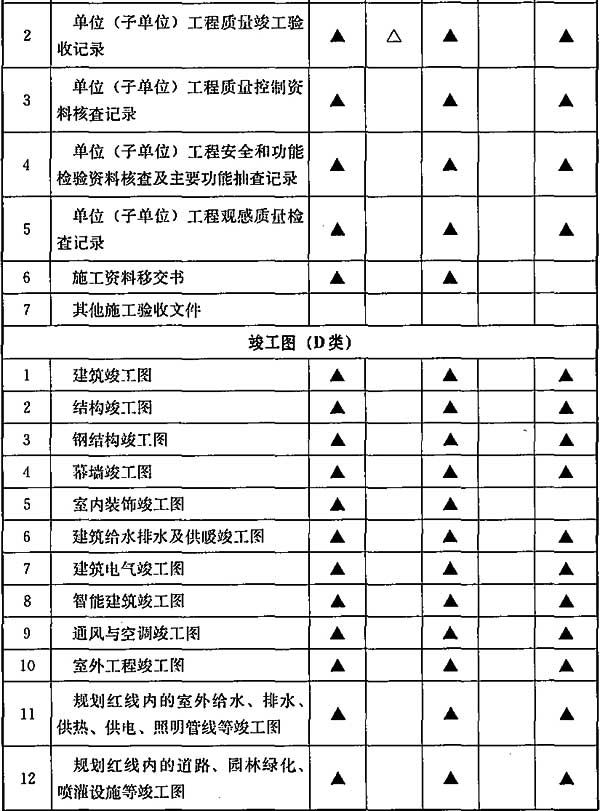 2 单位（子单位）工程质量竣工验 ▲ △ ▲ ▲
收记录
3 单位（子单位）工程质量控制资 ▲ ▲ ▲
料核查记录
4 单位（子单位）工程安全和功能 ▲ ▲ ▲
检验资料核查及主要功能抽查记录
5 单位（子单位）工程观感质量检 ▲ ▲ ▲
查记录
6 施工资料移交书 ▲ ▲
7 其他施工验收文件
竣工图（D类）
1 建筑竣工图 ▲ ▲ ▲
2 结构竣工图 ▲ ▲ ▲
3 钢结构竣工图 ▲ ▲ ▲
4 幕墙竣工图 ▲ ▲ ▲
5 室内装饰竣工图 ▲ ▲
6 建筑给水排水及供暖竣工图 ▲ ▲ ▲
7 建筑电气竣工图 ▲ ▲ ▲
8 智能建筑竣工图 ▲ ▲ ▲
9 通风与空调竣工图 ▲ ▲ ▲
10 室外工程竣工图 ▲ ▲ ▲
11 规划红线内的室外给水、排水、 ▲ ▲ ▲
供热、供电、照明管线等竣工图
12 规划红线内的道路、园林绿化、 ▲ ▲ ▲
喷灌设施等竣工图